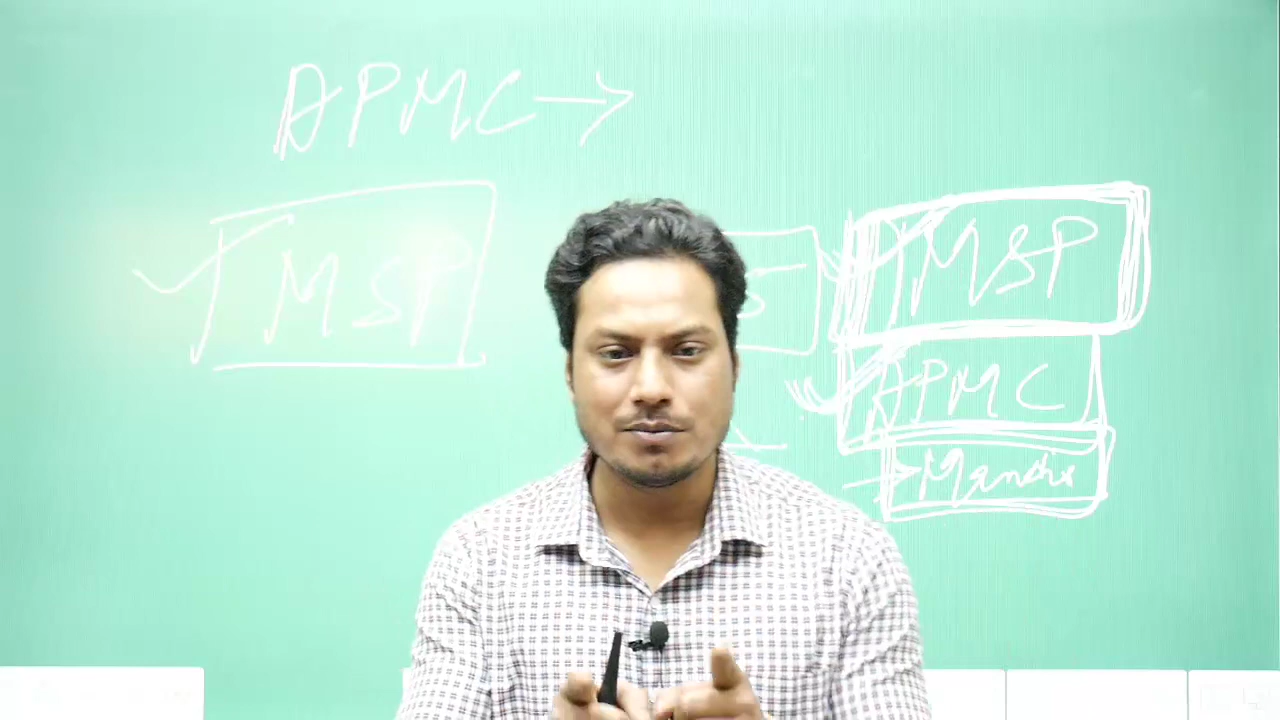 APMC →
MSP
MSP
APMC
→ Mandi